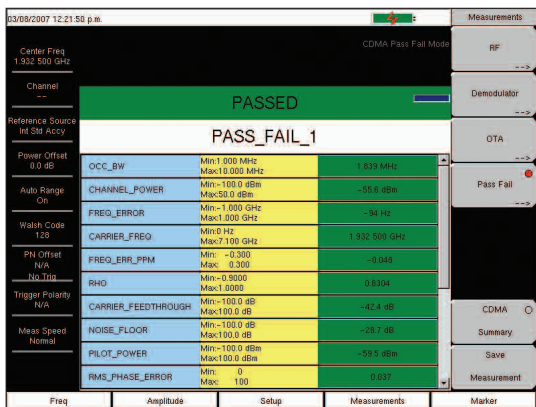 03/08/2007 12:21:50 p.m.
Measurements
CDMA Pass Fail Mode
Center Freq
1.932 500 GHz
Channel
--
Reference Source
Int Std Accy
Power Offset
0.0 dB
Auto Range
On
Walsh Code
128
PN Offset
N/A
No Trig
Trigger Polarity
N/A
Meas Speed
Normal
PASSED
PASS_FAIL_1
OCC_BW Min:1.000 MHz Max:10.000 MHz 1.839 MHz
CHANNEL_POWER Min:-100.0 dBm Max:50.0 dBm -55.6 dBm
FREQ_ERROR Min:-1.000 GHz Max:1.000 GHz -94 Hz
CARRIER_FREQ Min:0 Hz Max:7.100 GHz 1.932 500 GHz
FREQ_ERR_PPM Min: -0.300 Max: 0.300 -0.048
RHO Min:-0.9000 Max:1.0000 0.8304
CARRIER_FEEDTHROUGH Min:-100.0 dB Max:100.0 dB -42.4 dB
NOISE_FLOOR Min:-100.0 dB Max:100.0 dB -28.7 dB
PILOT_POWER Min:-100.0 dBm Max:100.0 dBm -59.5 dBm
RMS_PHASE_ERROR Min: 0 Max: 100 0.037
RF
-->
Demodulator
-->
OTA
-->
Pass Fail
-->
CDMA
Summary
Save
Measurement
Freq Amplitude Setup Measurements Marker